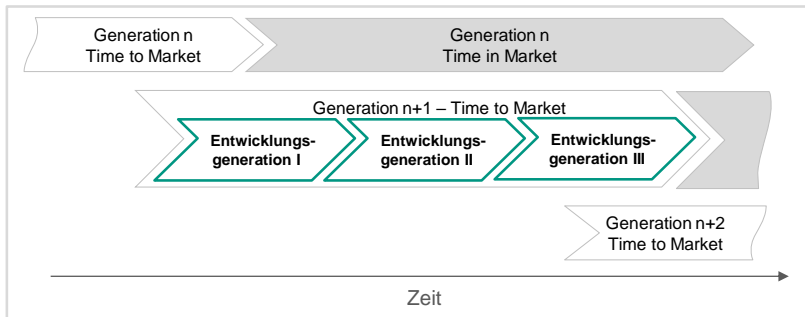 Generation n
Time to Market
Generation n
Time in Market
Generation n+1 – Time to Market
Entwicklungs-
generation I
Entwicklungs-
generation II
Entwicklungs-
generation III
Generation n+2
Time to Market
Zeit